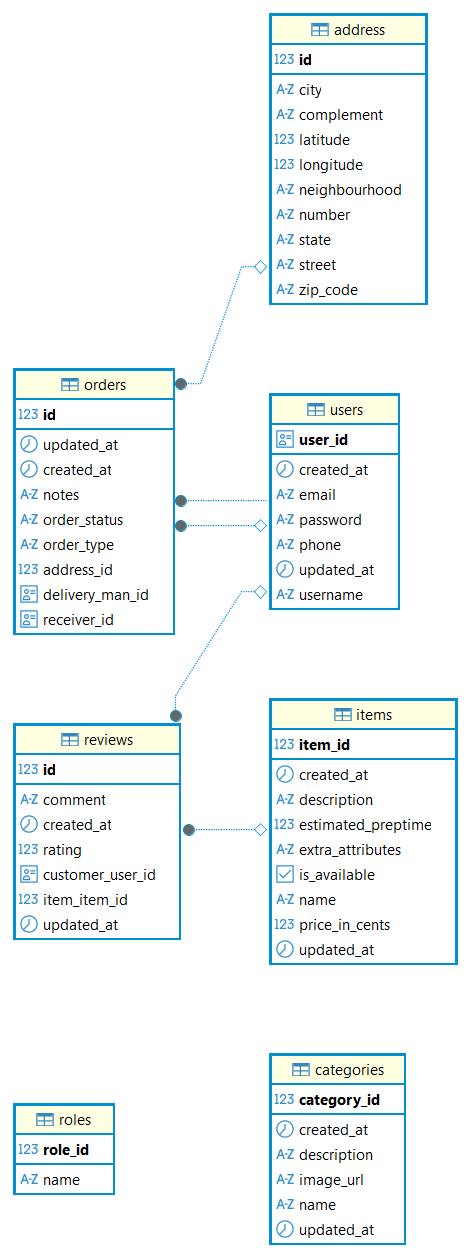 address
123 id
A-Z city
A-Z complement
123 latitude
123 longitude
A-Z neighbourhood
A-Z number
A-Z state
A-Z street
A-Z zip_code
orders
123 id
updated_at
created_at
A-Z notes
A-Z order_status
A-Z order_type
123 address_id
delivery_man_id
receiver_id
users
user_id
created_at
A-Z email
A-Z password
A-Z phone
updated_at
A-Z username
reviews
123 id
A-Z comment
created_at
123 rating
customer_user_id
123 item_item_id
updated_at
items
123 item_id
created_at
A-Z description
123 estimated_preptime
A-Z extra_attributes
is_available
A-Z name
123 price_in_cents
updated_at
roles
123 role_id
A-Z name
categories
123 category_id
created_at
A-Z description
A-Z image_url
A-Z name
updated_at